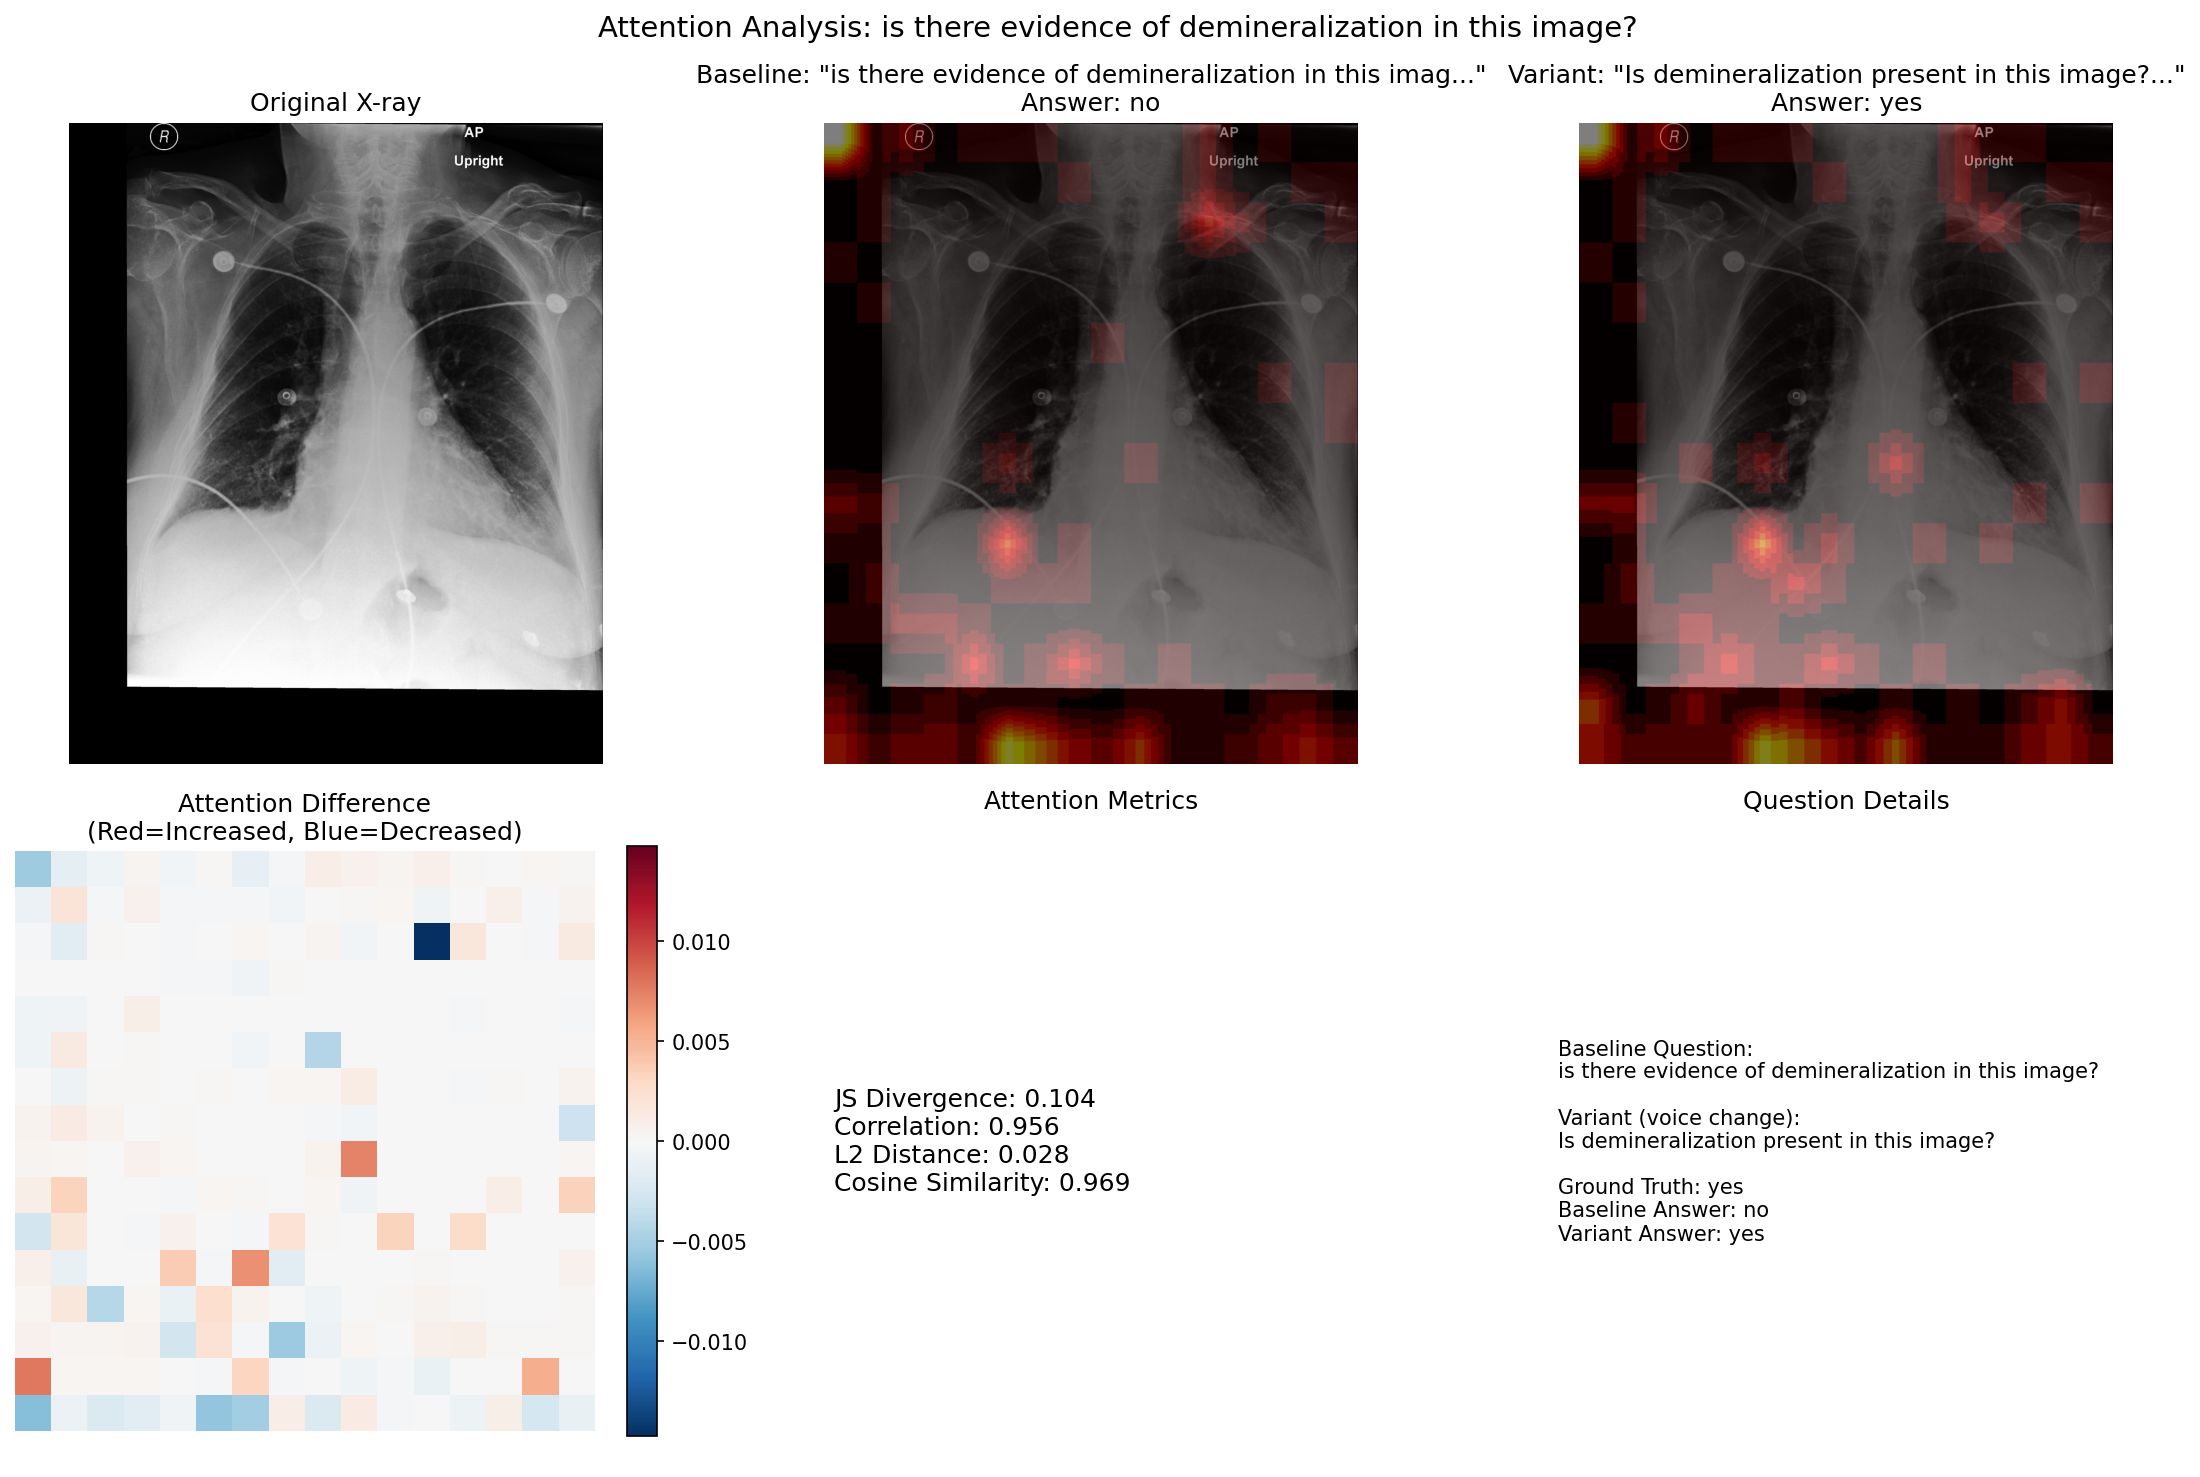 Attention Analysis: is there evidence of demineralization in this image?
Original X-ray
Baseline: "is there evidence of demineralization in this imag..."
Answer: no
Variant: "Is demineralization present in this image?..."
Answer: yes
R
AP
Upright
R
AP
Upright
R
AP
Upright
Attention Difference
(Red=Increased, Blue=Decreased)
0.010
0.005
0.000
−0.005
−0.010
Attention Metrics
JS Divergence: 0.104
Correlation: 0.956
L2 Distance: 0.028
Cosine Similarity: 0.969
Question Details
Baseline Question:
is there evidence of demineralization in this image?
Variant (voice change):
Is demineralization present in this image?
Ground Truth: yes
Baseline Answer: no
Variant Answer: yes